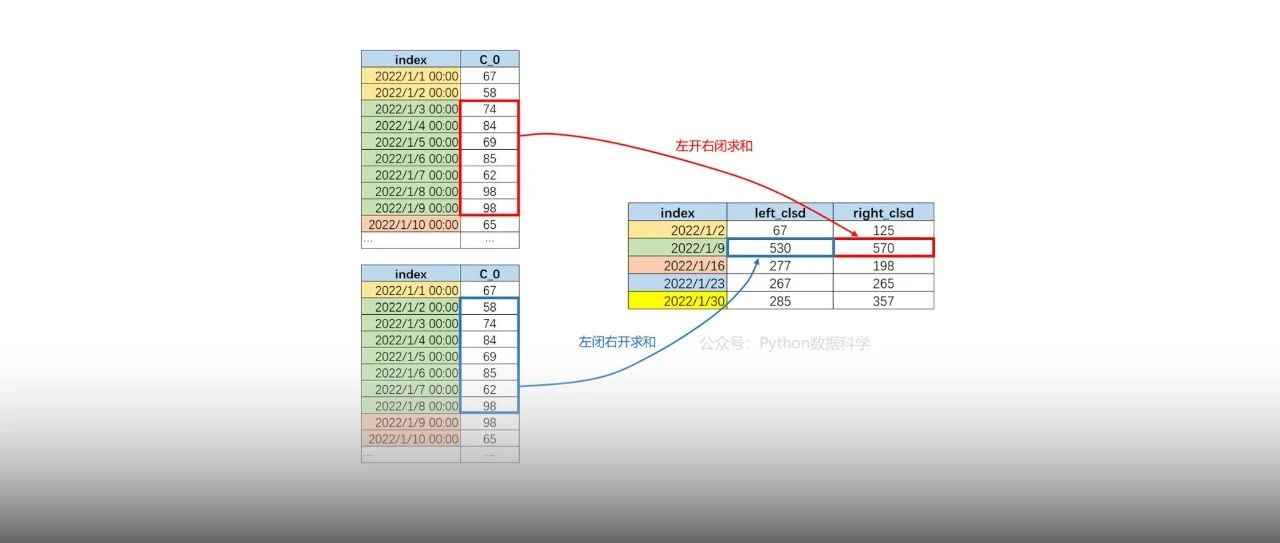 index C_0
2022/1/1 00:00 67
2022/1/2 00:00 58
2022/1/3 00:00 74
2022/1/4 00:00 84
2022/1/5 00:00 69
2022/1/6 00:00 85
2022/1/7 00:00 62
2022/1/8 00:00 98
2022/1/9 00:00 98
2022/1/10 00:00 65
... ...
左开右闭求和
index left_clsd right_clsd
2022/1/2 67 125
2022/1/9 530 570
2022/1/16 277 198
2022/1/23 267 265
2022/1/30 285 357
index C_0
2022/1/1 00:00 67
2022/1/2 00:00 58
2022/1/3 00:00 74
2022/1/4 00:00 84
2022/1/5 00:00 69
2022/1/6 00:00 85
2022/1/7 00:00 62
2022/1/8 00:00 98
2022/1/9 00:00 98
2022/1/10 00:00 65
... ...
左闭右开求和
公众号：Python数据科学